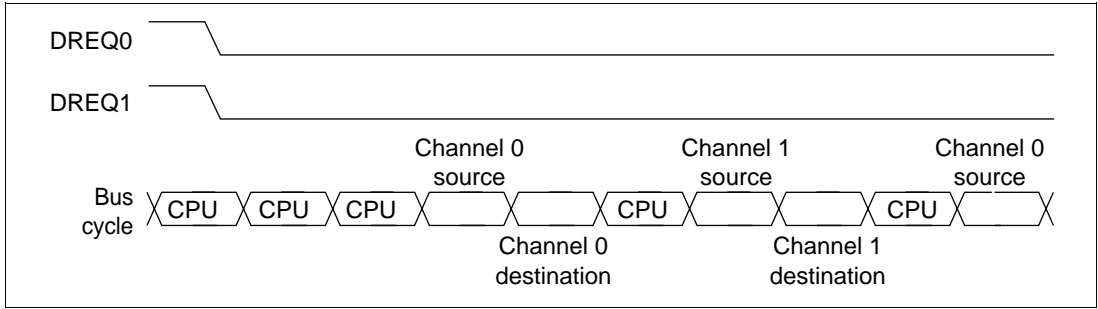 DREQ0
DREQ1
Channel 0 Channel 1 Channel 0
source source source
Bus
cycle
CPU CPU CPU CPU CPU
Channel 0 Channel 1
destination destination